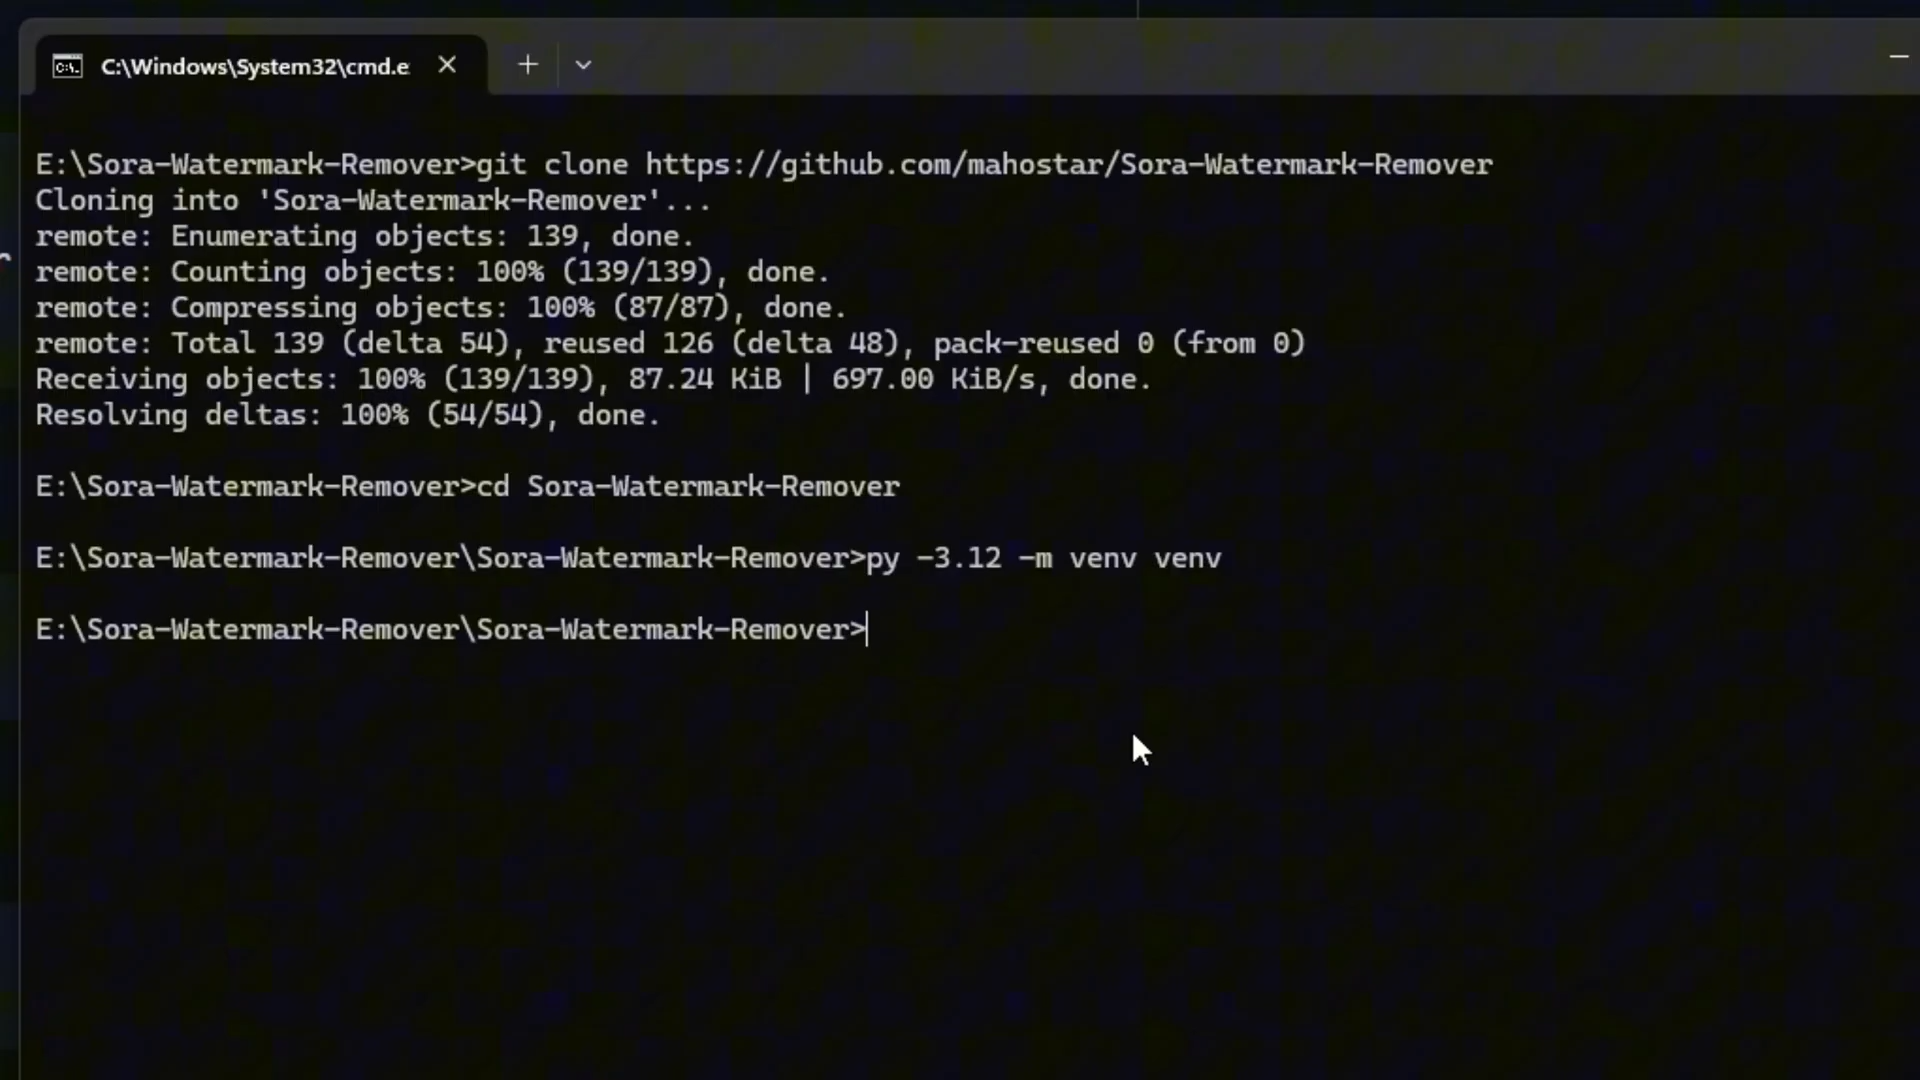 C:\Windows\System32\cmd.e
E:\Sora-Watermark-Remover>git clone https://github.com/mahostar/Sora-Watermark-Remover
Cloning into 'Sora-Watermark-Remover'...
remote: Enumerating objects: 139, done.
remote: Counting objects: 100% (139/139), done.
remote: Compressing objects: 100% (87/87), done.
remote: Total 139 (delta 54), reused 126 (delta 48), pack-reused 0 (from 0)
Receiving objects: 100% (139/139), 87.24 KiB | 697.00 KiB/s, done.
Resolving deltas: 100% (54/54), done.
E:\Sora-Watermark-Remover>cd Sora-Watermark-Remover
E:\Sora-Watermark-Remover\Sora-Watermark-Remover>py -3.12 -m venv venv
E:\Sora-Watermark-Remover\Sora-Watermark-Remover>